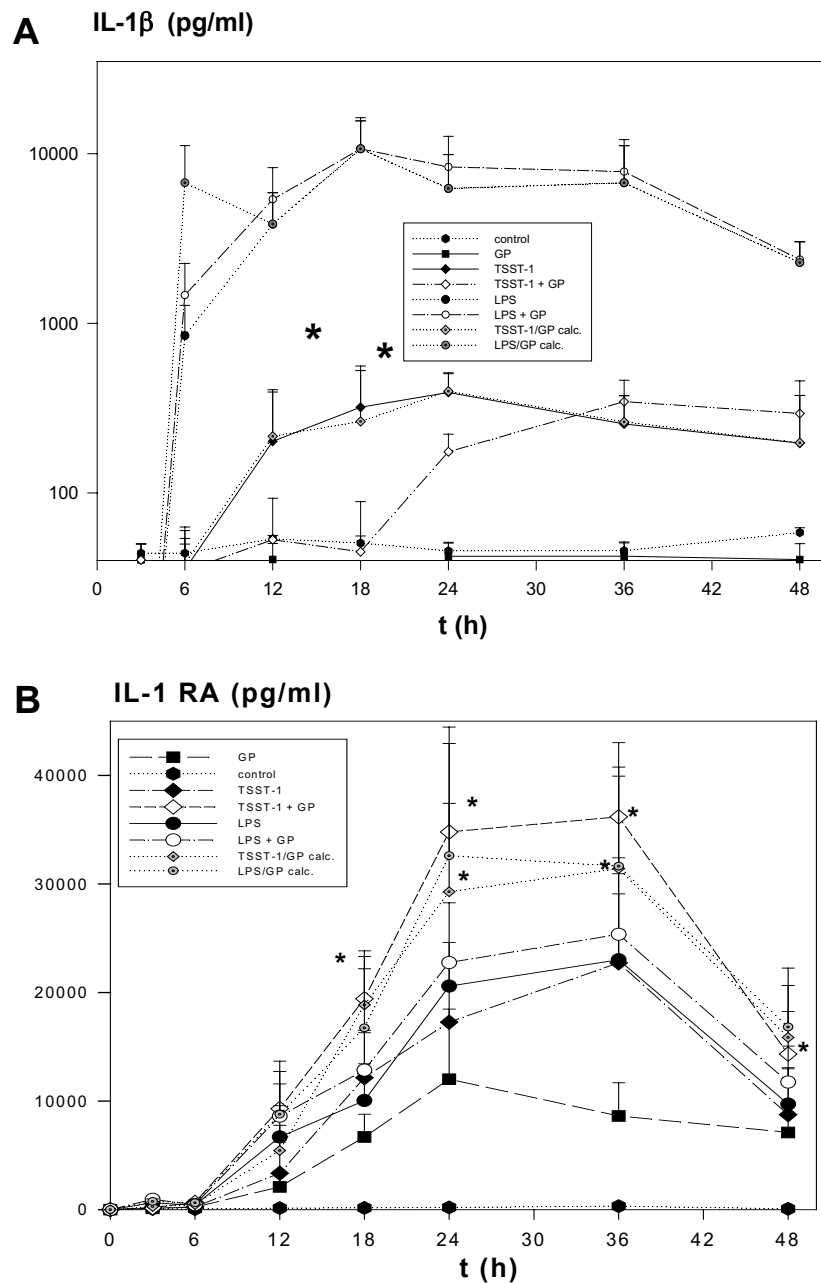 A
IL-1β (pg/ml)
10000
1000
100
control
GP
TSST-1
TSST-1 + GP
LPS
LPS + GP
TSST-1/GP calc.
LPS/GP calc.
*
*
0 6 12 18 24 30 36 42 48
t (h)
B
IL-1 RA (pg/ml)
GP
control
TSST-1
TSST-1 + GP
LPS
LPS + GP
TSST-1/GP calc.
LPS/GP calc.
40000
*
*
*
30000
*
*
20000
*
10000
0
0 6 12 18 24 30 36 42 48
t (h)